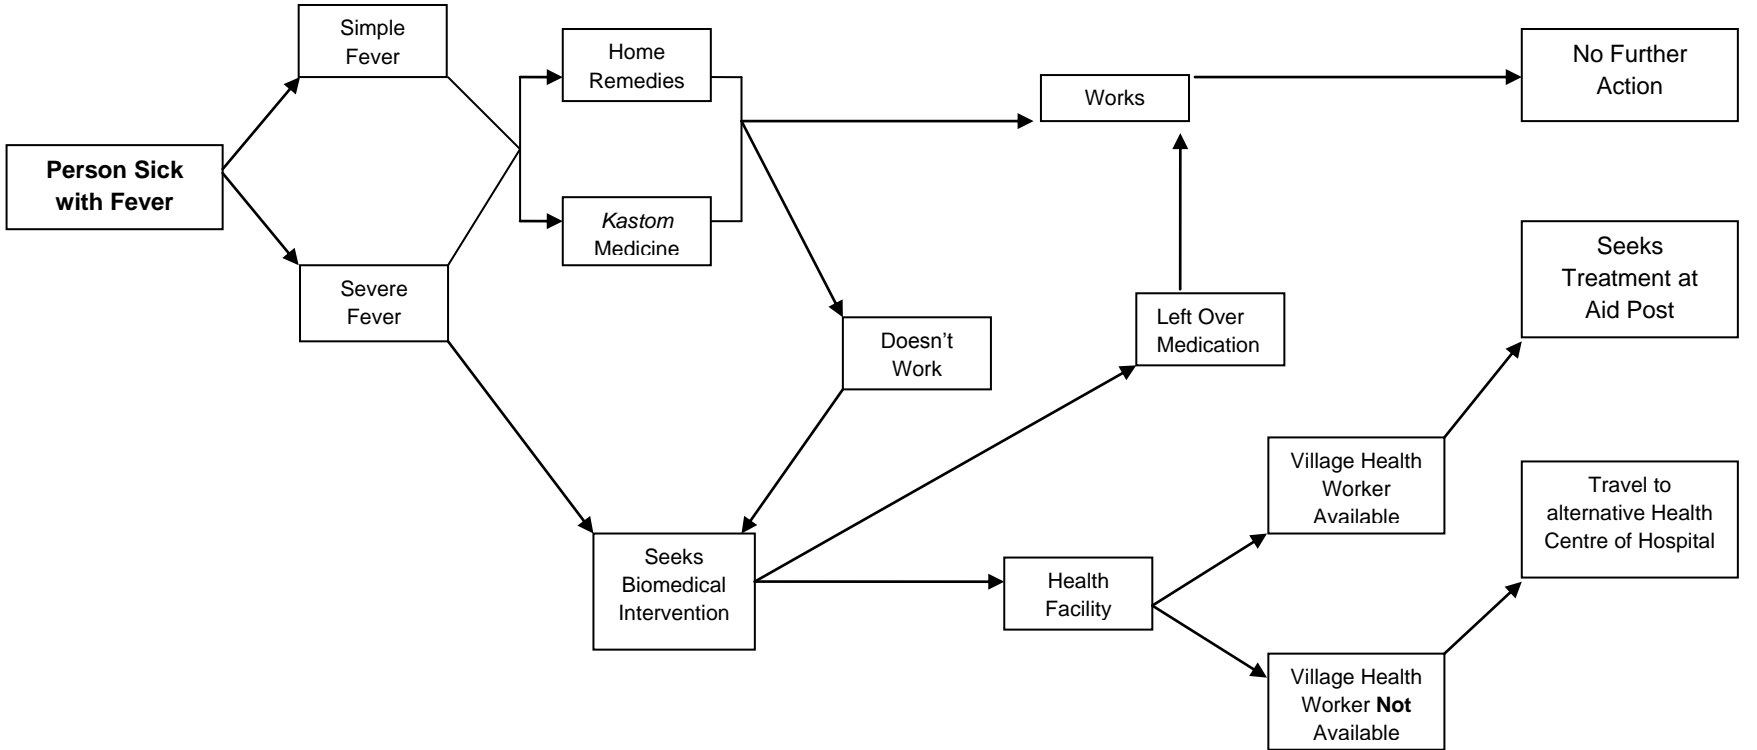 Simple
Fever
Home
Remedies
No Further
Action
Works
Person Sick
with Fever
Kastom
Medicine
Seeks
Treatment at
Aid Post
Severe
Fever
Left Over
Medication
Doesn't
Work
Village Health
Worker
Available
Travel to
alternative Health
Centre of Hospital
Seeks
Biomedical
Intervention
Health
Facility
Village Health
Worker Not
Available